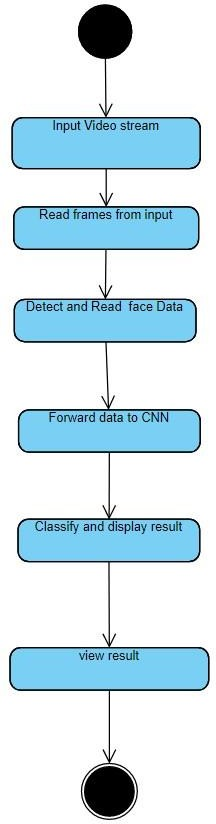 Input Video stream
Read frames from input
Detect and Read face Data
Forward data to CNN
Classify and display result
view result